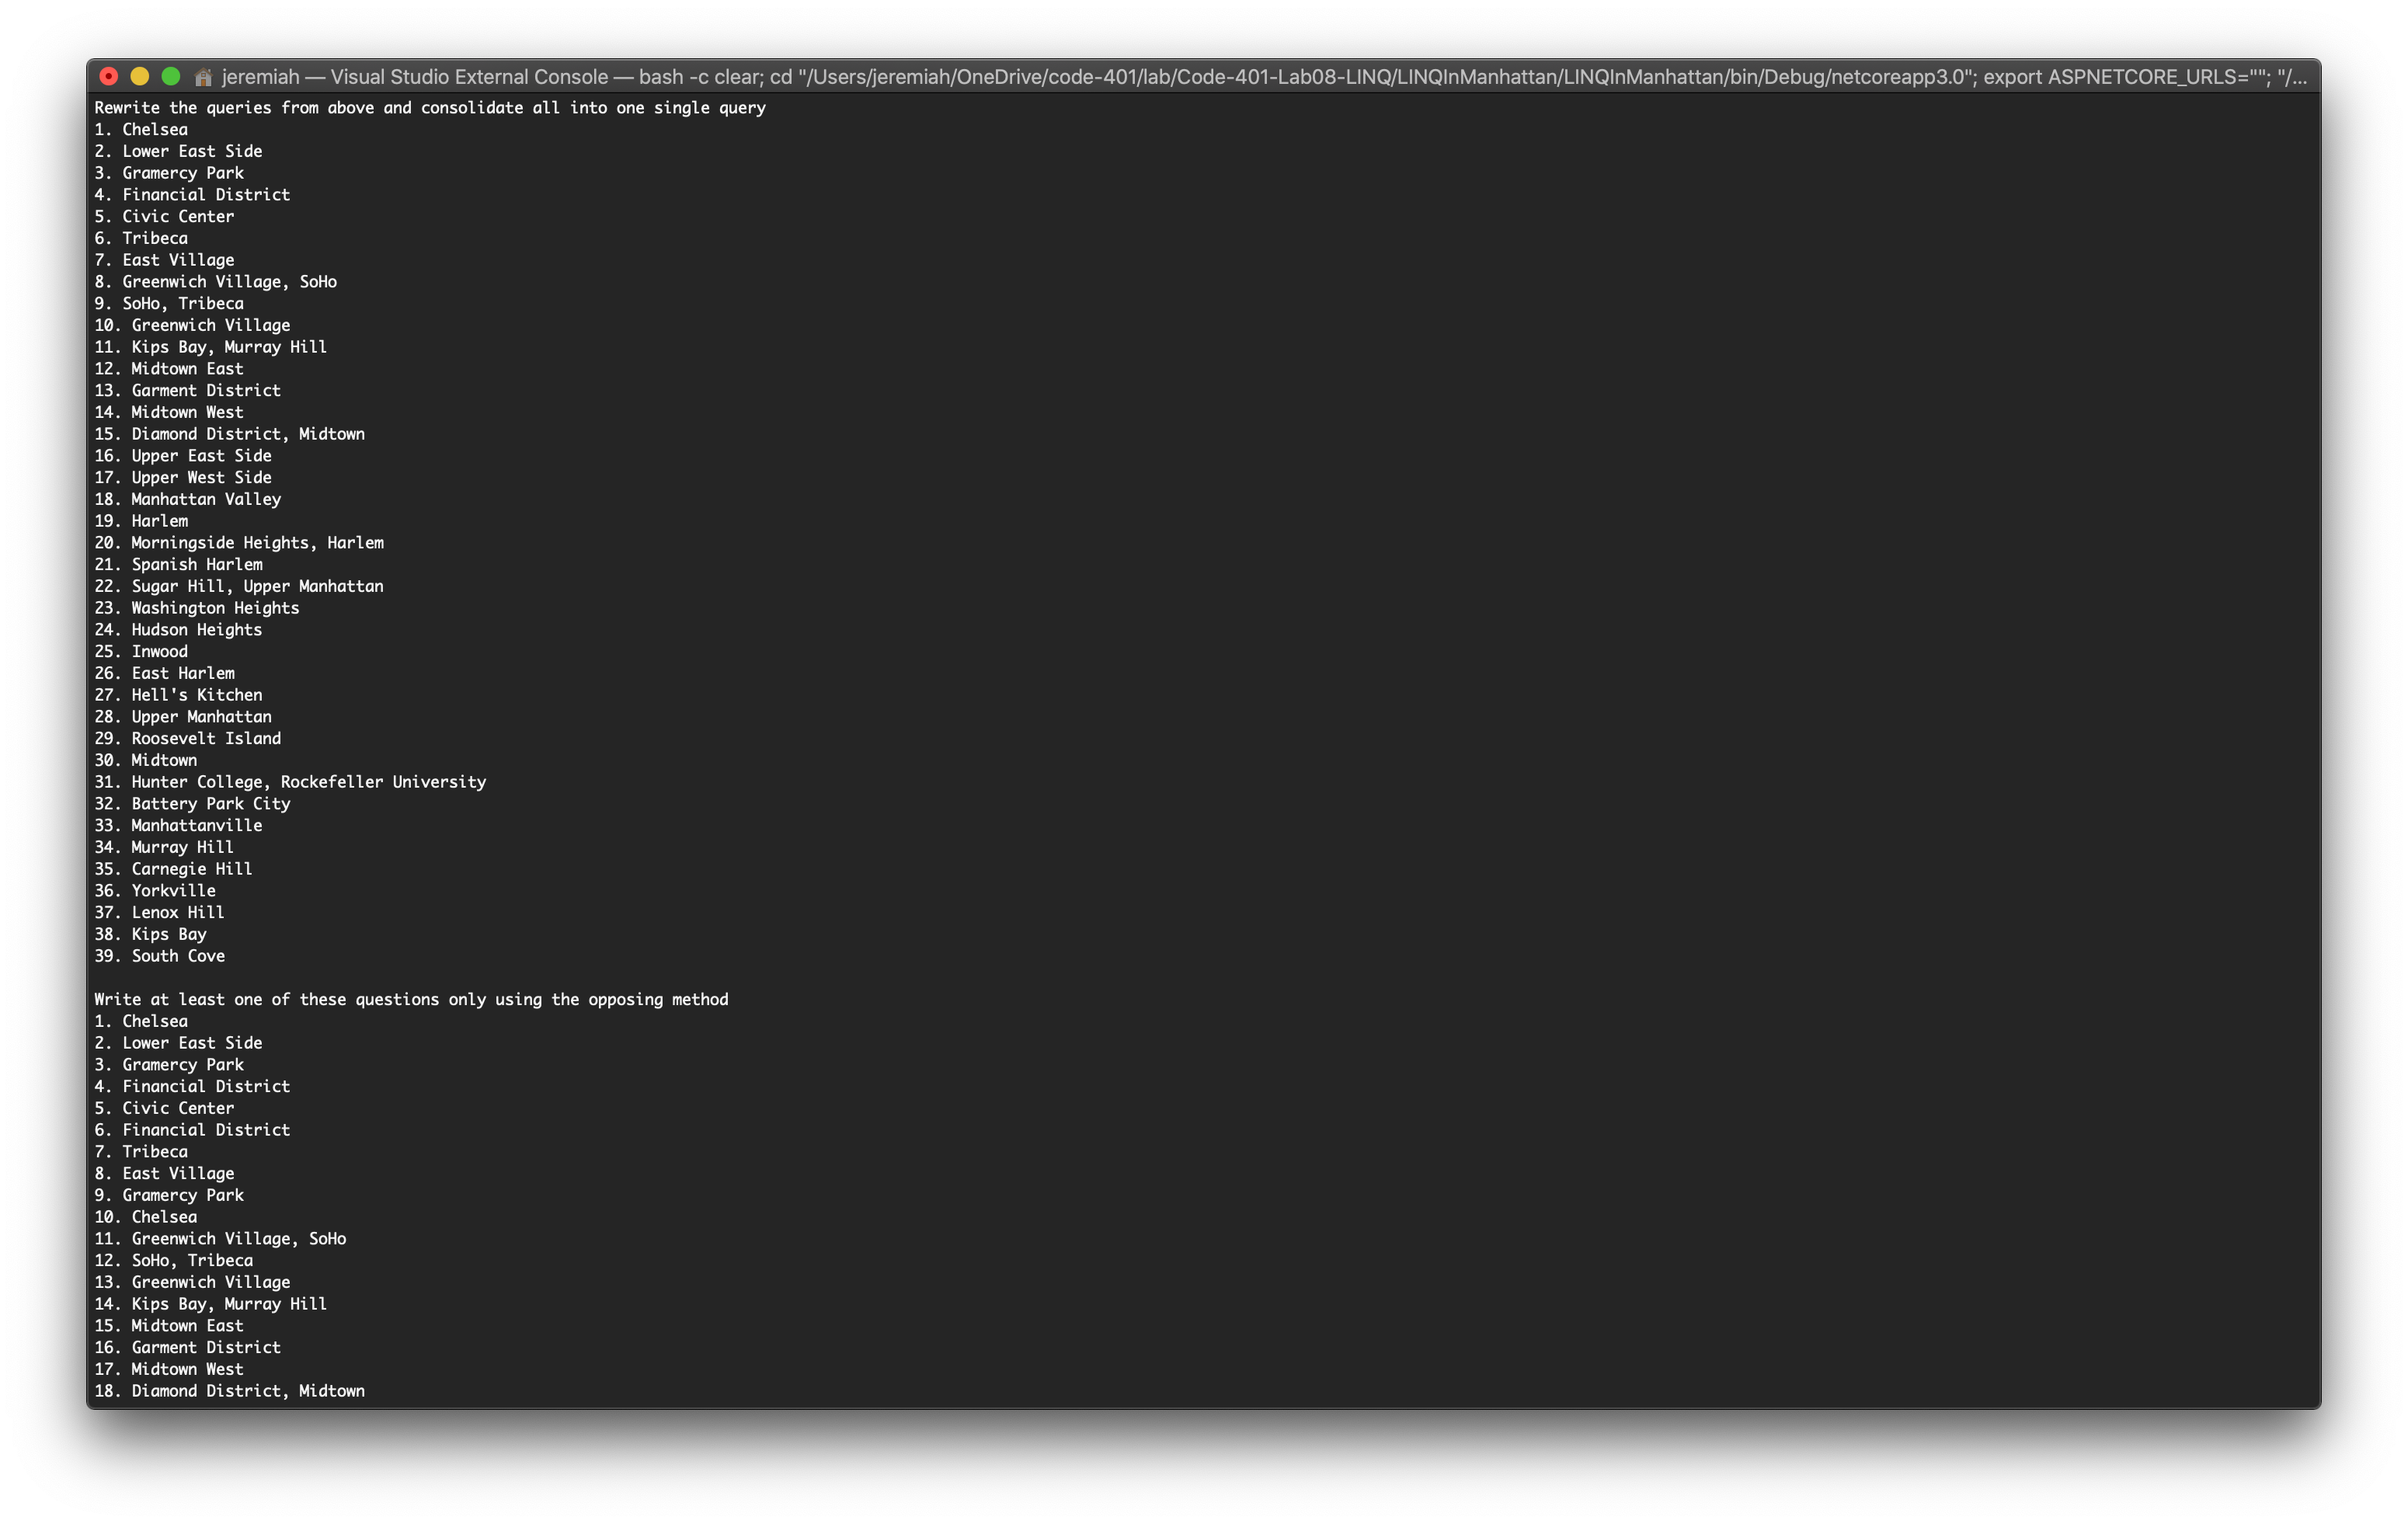 jeremiah — Visual Studio External Console — bash -c clear; cd "/Users/jeremiah/OneDrive/code-401/lab/Code-401-Lab08-LINQ/LINQInManhattan/LINQInManhattan/bin/Debug/netcoreapp3.0"; export ASPNETCORE_URLS=""; "/...
Rewrite the queries from above and consolidate all into one single query
1. Chelsea
2. Lower East Side
3. Gramercy Park
4. Financial District
5. Civic Center
6. Tribeca
7. East Village
8. Greenwich Village, SoHo
9. SoHo, Tribeca
10. Greenwich Village
11. Kips Bay, Murray Hill
12. Midtown East
13. Garment District
14. Midtown West
15. Diamond District, Midtown
16. Upper East Side
17. Upper West Side
18. Manhattan Valley
19. Harlem
20. Morningside Heights, Harlem
21. Spanish Harlem
22. Sugar Hill, Upper Manhattan
23. Washington Heights
24. Hudson Heights
25. Inwood
26. East Harlem
27. Hell's Kitchen
28. Upper Manhattan
29. Roosevelt Island
30. Midtown
31. Hunter College, Rockefeller University
32. Battery Park City
33. Manhattanville
34. Murray Hill
35. Carnegie Hill
36. Yorkville
37. Lenox Hill
38. Kips Bay
39. South Cove
Write at least one of these questions only using the opposing method
1. Chelsea
2. Lower East Side
3. Gramercy Park
4. Financial District
5. Civic Center
6. Financial District
7. Tribeca
8. East Village
9. Gramercy Park
10. Chelsea
11. Greenwich Village, SoHo
12. SoHo, Tribeca
13. Greenwich Village
14. Kips Bay, Murray Hill
15. Midtown East
16. Garment District
17. Midtown West
18. Diamond District, Midtown